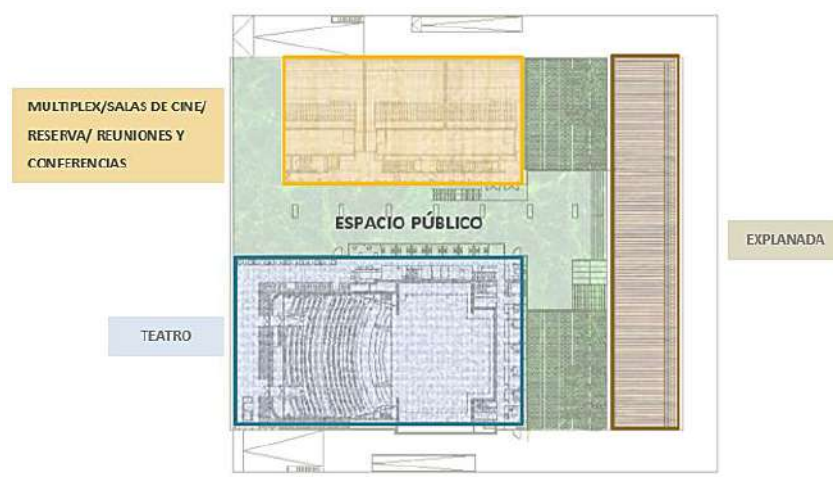 MULTIPLEX/SALAS DE CINE/
RESERVA/ REUNIONES Y
CONFERENCIAS
ESPACIO PÚBLICO
EXPLANADA
TEATRO